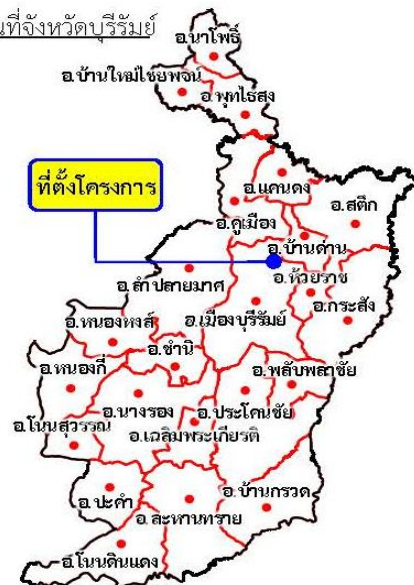 นที่จังหวัดบุรีรัมย์
อ.นาโพธิ์
อ.บ้านใหม่ไชยพจน์
อ.พุทไธสง
ที่ตั้งโครงการ
อ.แคนดง
อ.สตึก
อ.คูเมือง
อ.บ้านด่าน
อ.ลำปลายมาศ
อ.ห้วยราช
อ.หนองหงส์
อ.เมืองบุรีรัมย์
อ.กระสัง
อ.ชำนิ
อ.หนองกี่
อ.พลับพลาชัย
อ.นางรอง
อ.ประโคนชัย
อ.โนนสุวรรณ
อ.เฉลิมพระเกียรติ
อ.ปะคำ
อ.บ้านกรวด
อ.ละหานทราย
อ.โนนดินแดง